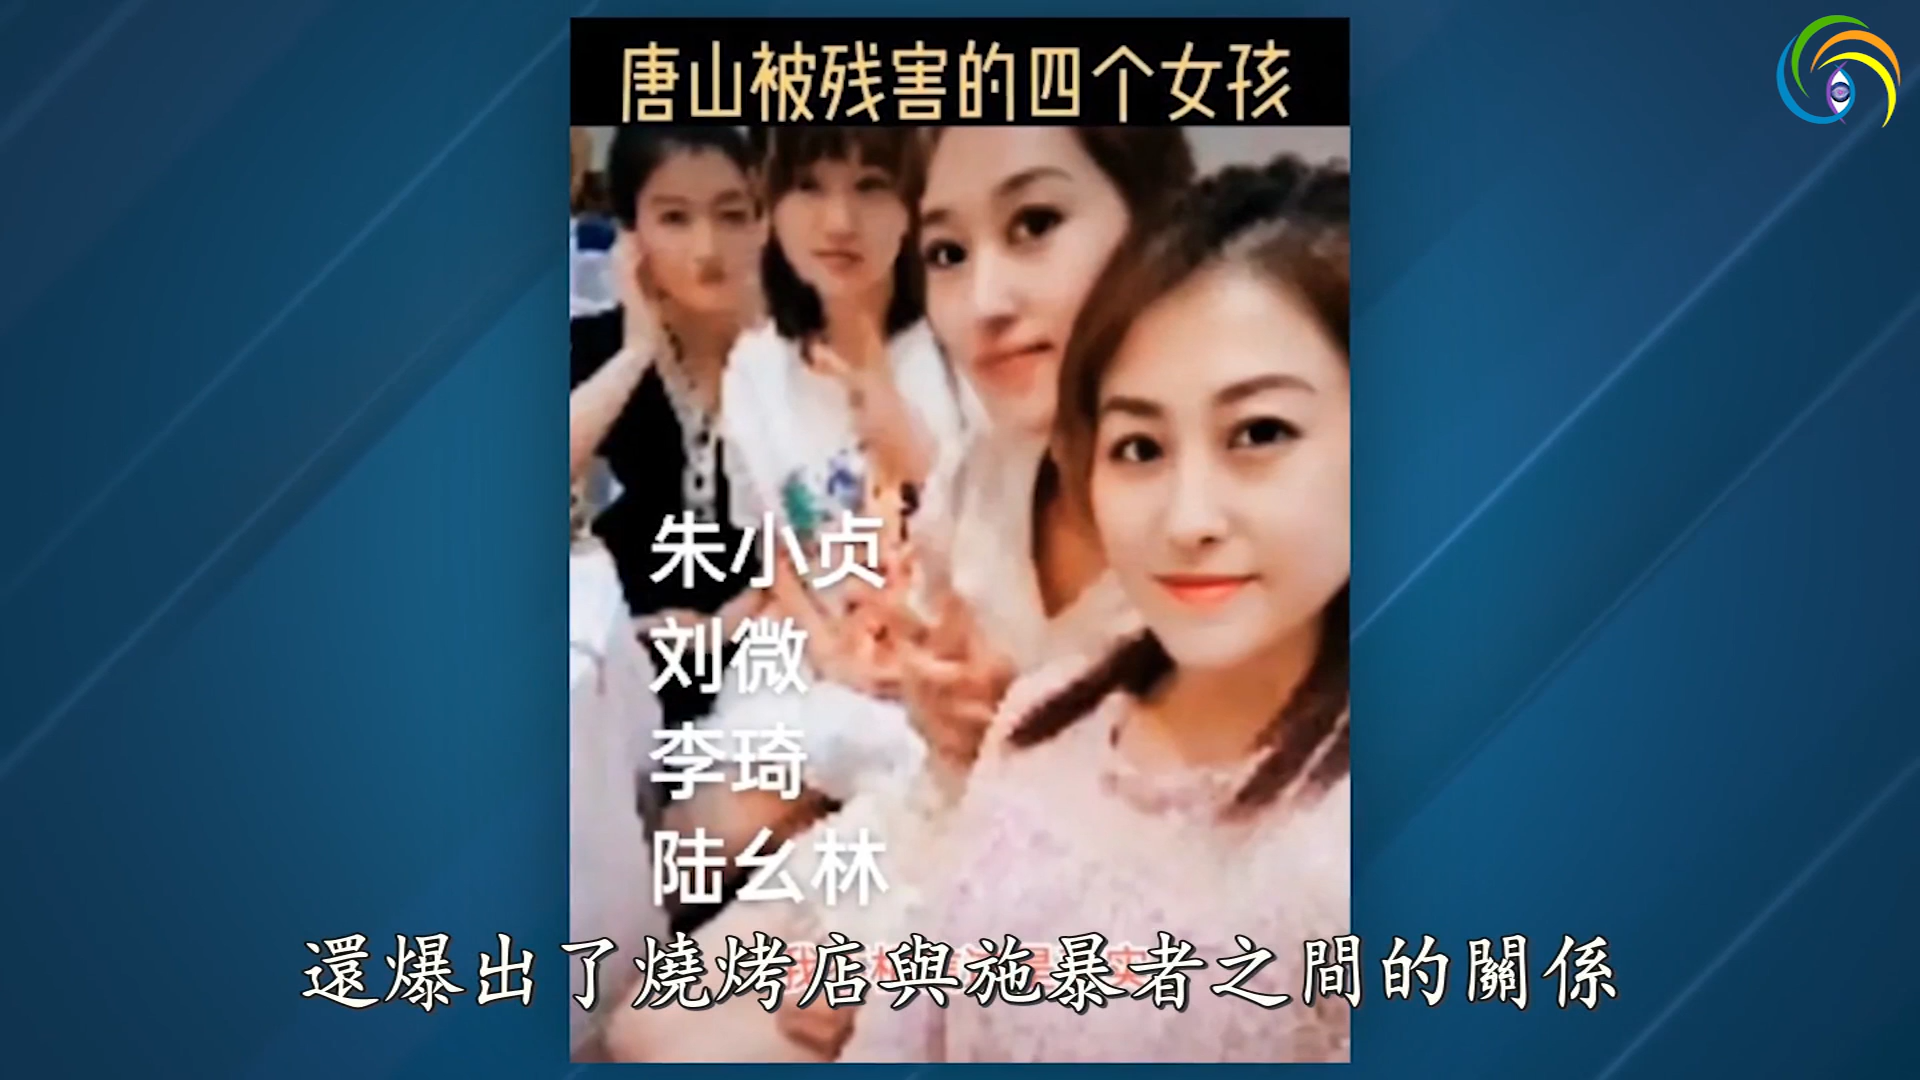 唐山被残害的四个女孩
朱小贞
刘微
李琦
陆幺林
還爆出了燒烤店與施暴者之間的關係